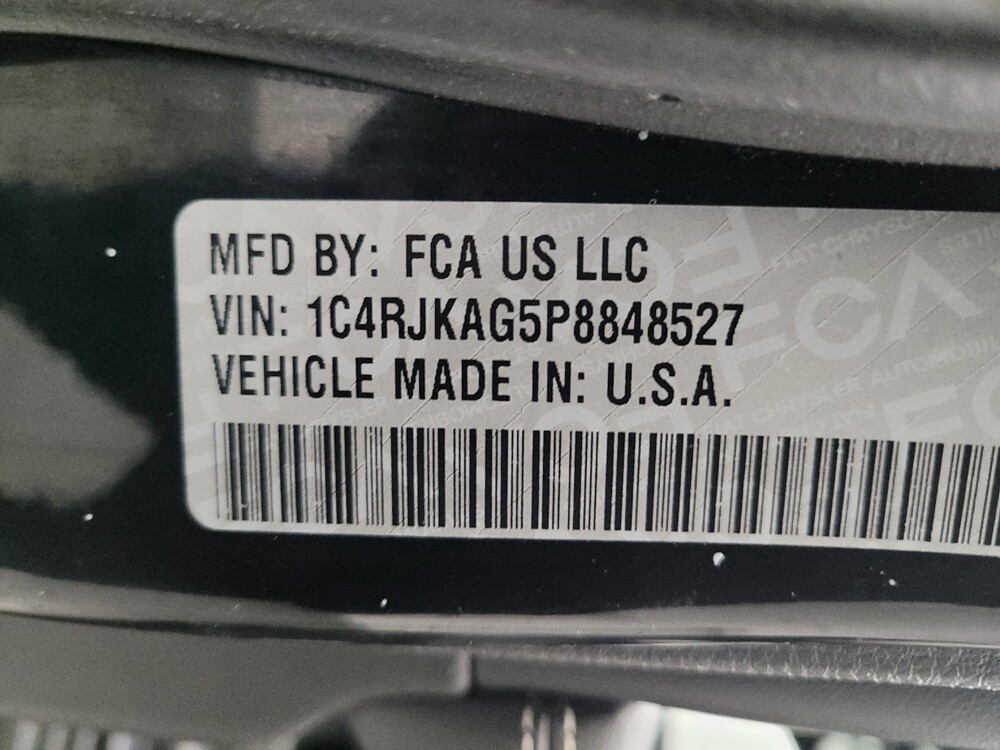 MFD BY: FCA US LLC
VIN: 1C4RJKAG5P8848527
VEHICLE MADE IN: U.S.A.